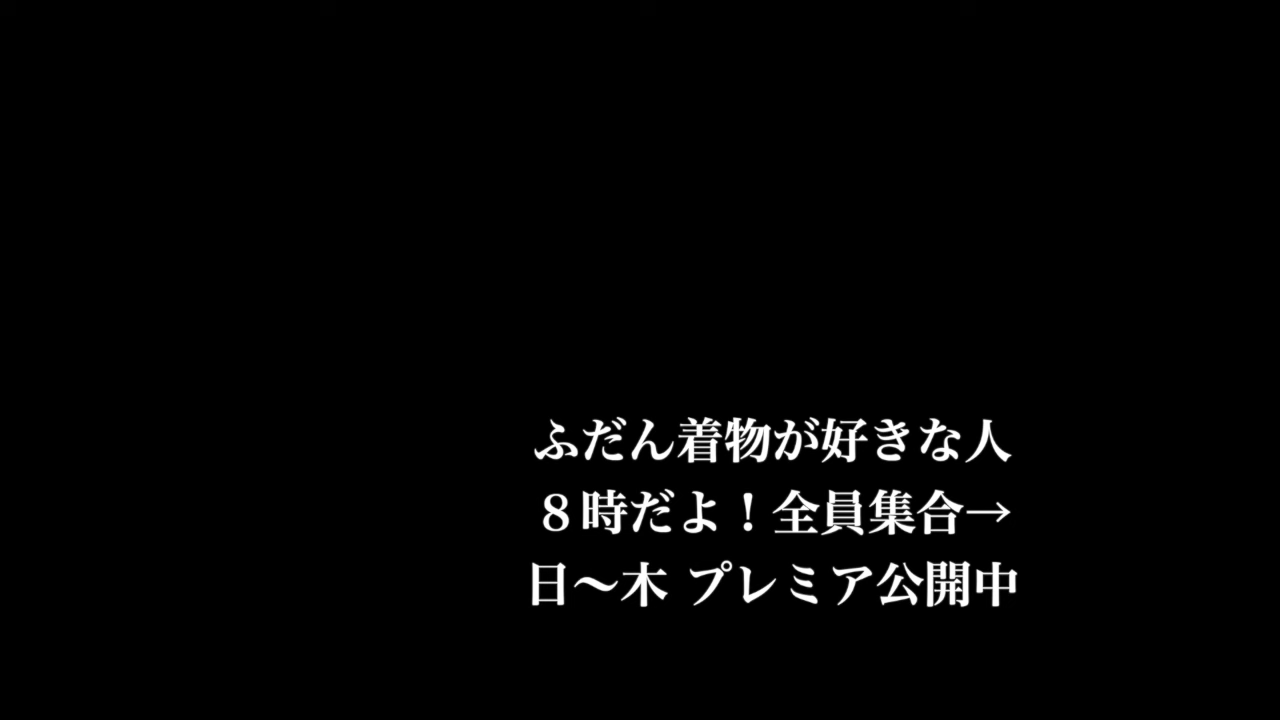 ふだん着物が好きな人
８時だよ！全員集合→
日〜木 プレミア公開中